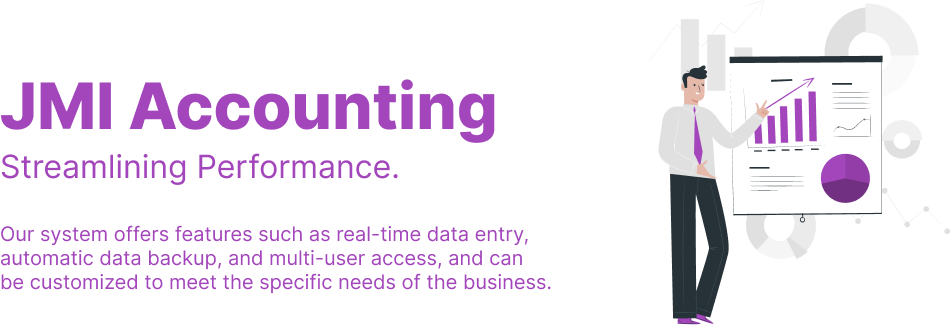 JMI Accounting
Streamlining Performance.
Our system offers features such as real-time data entry,
automatic data backup, and multi-user access, and can
be customized to meet the specific needs of the business.